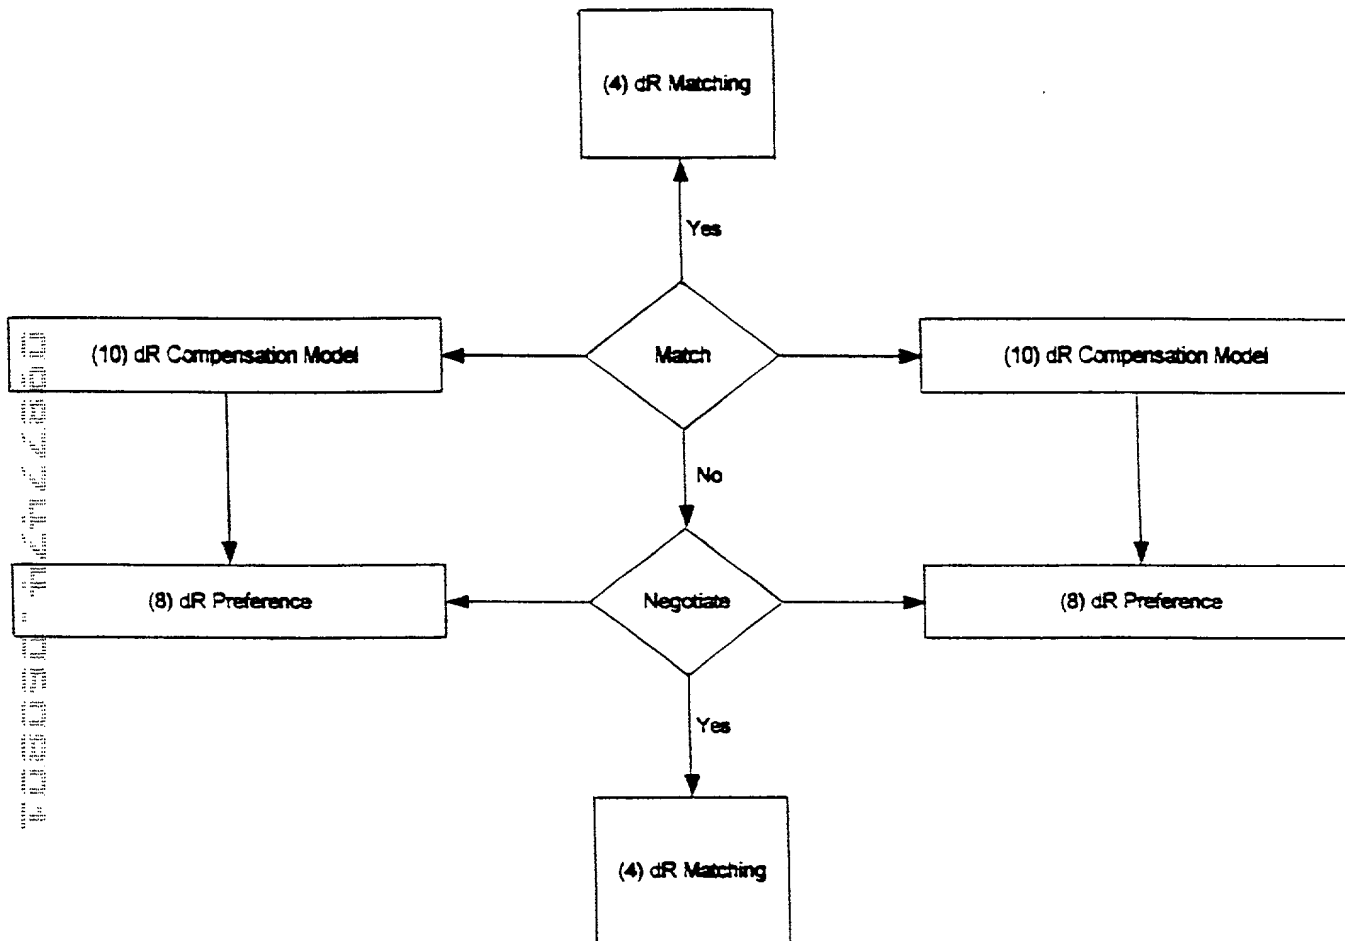 (4) dR Matching
Yes
(10) dR Compensation Model
Match
(10) dR Compensation Model
No
(8) dR Preference
Negotiate
(8) dR Preference
Yes
(4) dR Matching